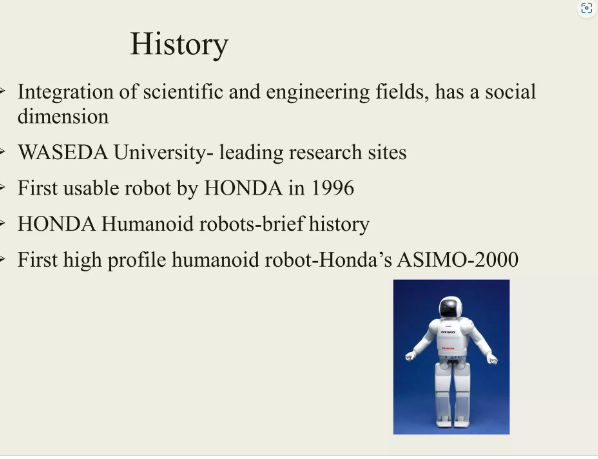 History
Integration of scientific and engineering fields, has a social
dimension
WASEDA University- leading research sites
First usable robot by HONDA in 1996
HONDA Humanoid robots-brief history
First high profile humanoid robot-Honda’s ASIMO-2000